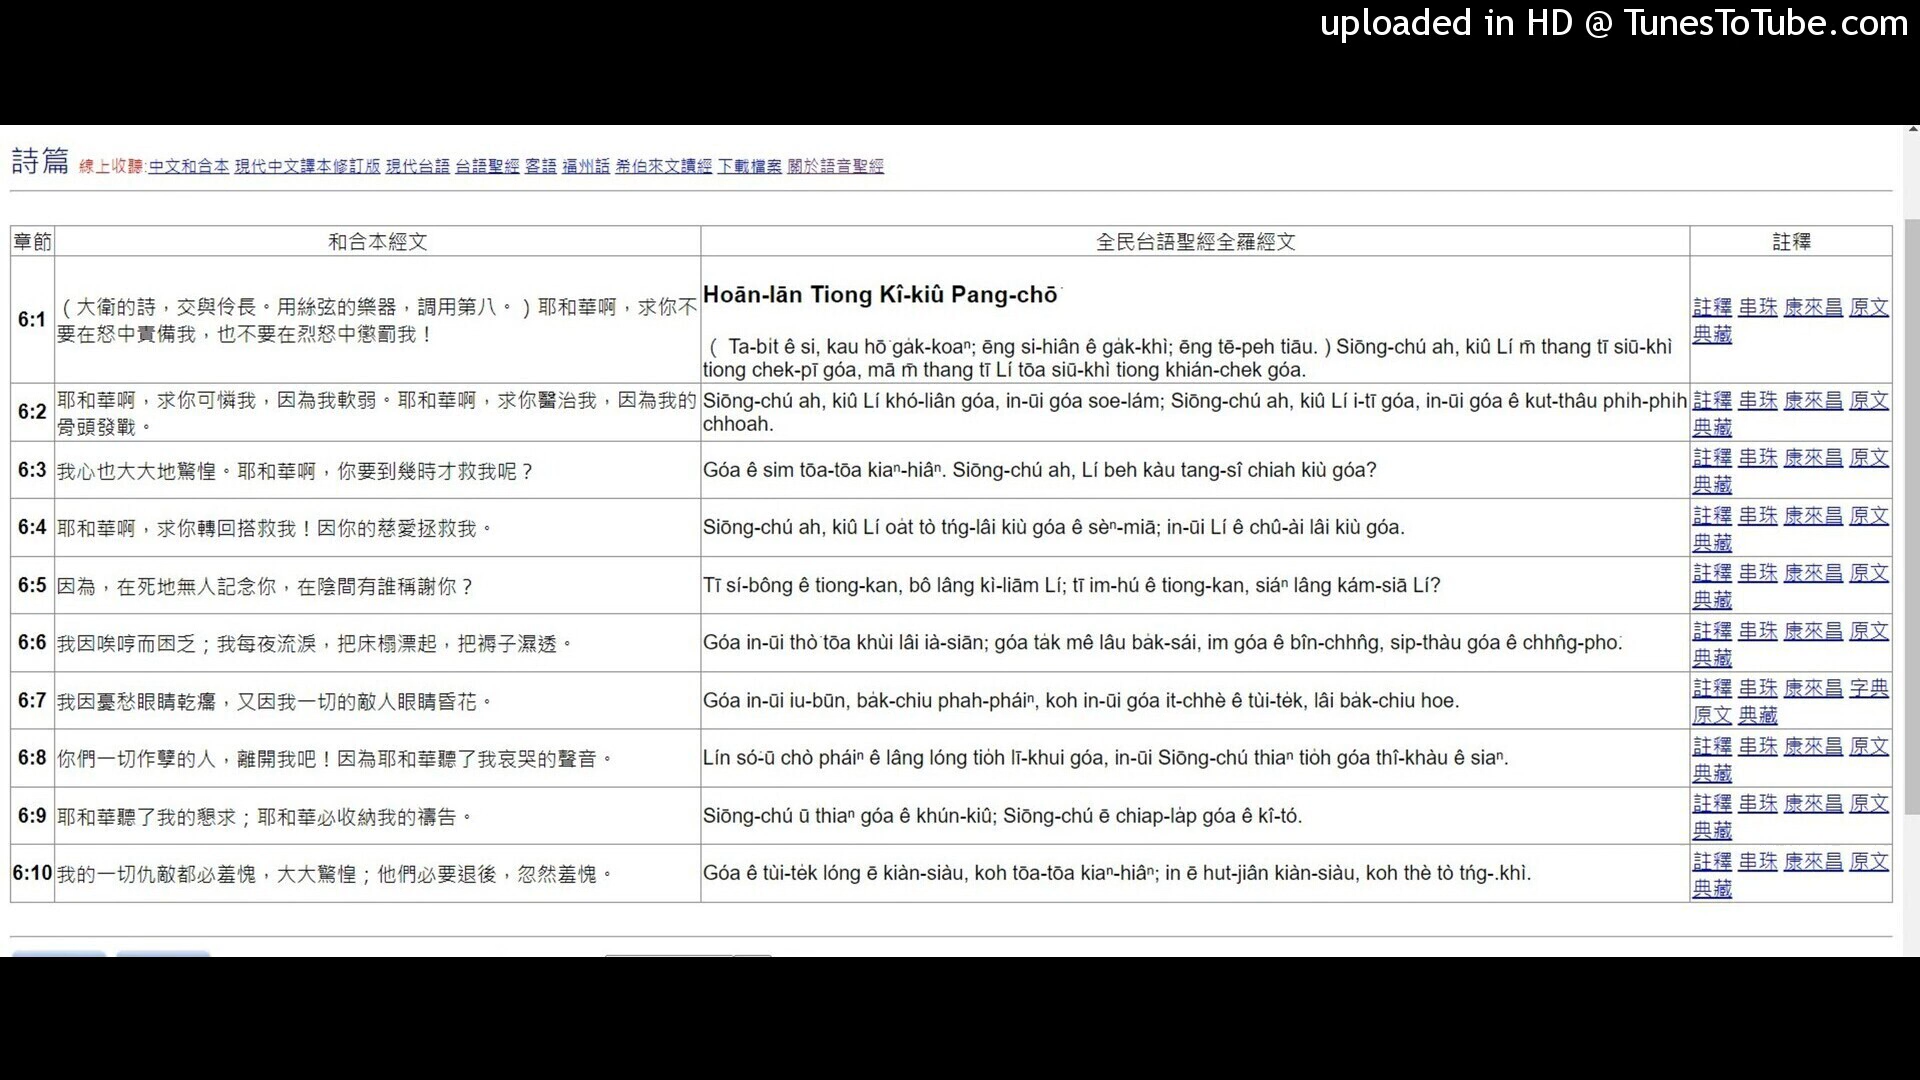 uploaded in HD @ TunesToTube.com
詩篇 線上收聽:中文和合本 現代中文譯本修訂版 現代台語 台語聖經 客語 福州話 希伯來文讀經 下載檔案 關於語音聖經
章節 和合本經文 全民台語聖經全羅經文 註釋
6:1
（大衛的詩，交與伶長。用絲弦的樂器，調用第八。）耶和華啊，求你不
要在怒中責備我，也不要在烈怒中懲罰我！
Hoān-lān Tiong Kî-kiû Pang-chō͘
（ Ta-bit ê si, kau hō͘ ga̍k-koaⁿ; ēng si-hiân ê ga̍k-khì; ēng tē-peh tiāu. ) Siōng-chú ah, kiû Lí m̄ thang tī siū-khì
tiong chek-pī góa, mā m̄ thang tī Lí tōa siū-khì tiong khián-chek góa.
註釋 串珠 康來昌 原文
典藏
6:2
耶和華啊，求你可憐我，因為我軟弱。耶和華啊，求你醫治我，因為我的
骨頭發戰。
Siōng-chú ah, kiû Lí khó-liân góa, in-ūi góa soe-lám; Siōng-chú ah, kiû Lí i-tī góa, in-ūi góa ê kut-thâu phi̍h-phi̍h
chhoah.
註釋 串珠 康來昌 原文
典藏
6:3 我心也大大地驚惶。耶和華啊，你要到幾時才救我呢？
Góa ê sim tōa-tōa kiaⁿ-hiâⁿ. Siōng-chú ah, Lí beh kàu tang-sî chiah kiù góa?
註釋 串珠 康來昌 原文
典藏
6:4 耶和華啊，求你轉回搭救我！因你的慈愛拯救我。
Siōng-chú ah, kiû Lí oa̍t tò tńg-lâi kiù góa ê sèⁿ-miā; in-ūi Lí ê chû-ài lâi kiù góa.
註釋 串珠 康來昌 原文
典藏
6:5 因為，在死地無人記念你，在陰間有誰稱謝你？
Tī sí-bông ê tiong-kan, bô lâng kì-liām Lí; tī im-hú ê tiong-kan, siáⁿ lâng kám-siā Lí?
註釋 串珠 康來昌 原文
典藏
6:6 我因唉哼而困乏；我每夜流淚，把床榻漂起，把褥子濕透。
Góa in-ūi thò͘ tōa khùi lâi ià-siān; góa ta̍k mê lâu ba̍k-sái, im góa ê bîn-chhn̂g, sip-thàu góa ê chhn̂g-pho͘.
註釋 串珠 康來昌 原文
典藏
6:7 我因憂愁眼睛乾癟，又因我一切的敵人眼睛昏花。
Góa in-ūi iu-būn, ba̍k-chiu phah-pháiⁿ, koh in-ūi góa it-chhè ê tùi-te̍k, lâi ba̍k-chiu hoe.
註釋 串珠 康來昌 字典
原文 典藏
6:8 你們一切作孽的人，離開我吧！因為耶和華聽了我哀哭的聲音。
Lín só͘-ū chò pháiⁿ ê lâng lóng tio̍h lī-khui góa, in-ūi Siōng-chú thiaⁿ tio̍h góa thî-khàu ê siaⁿ.
註釋 串珠 康來昌 原文
典藏
6:9 耶和華聽了我的懇求；耶和華必收納我的禱告。
Siōng-chú ū thiaⁿ góa ê khún-kiû; Siōng-chú ē chiap-la̍p góa ê kî-tó.
註釋 串珠 康來昌 原文
典藏
6:10 我的一切仇敵都必羞愧，大大驚惶；他們必要退後，忽然羞愧。
Góa ê tùi-te̍k lóng ē kiàn-siàu, koh tōa-tōa kiaⁿ-hiâⁿ; in ē hut-jiân kiàn-siàu, koh thè tò tńg-.khì.
註釋 串珠 康來昌 原文
典藏